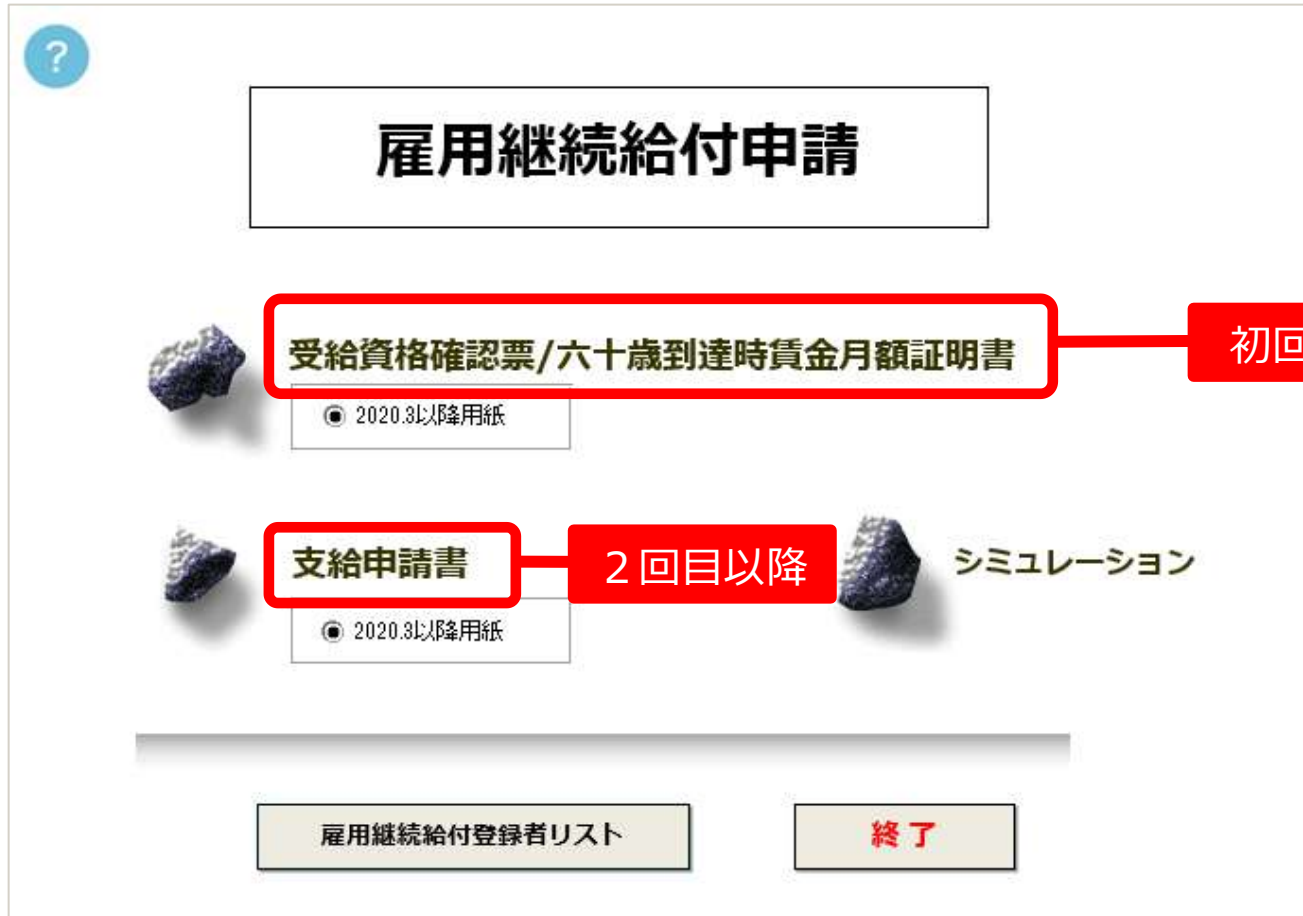 ?
雇用継続給付申請
受給資格確認票/六十歳到達時賃金月額証明書
初回
2020.3以降用紙
支給申請書
２回目以降
シミュレーション
2020.3以降用紙
雇用継続給付登録者リスト
終了